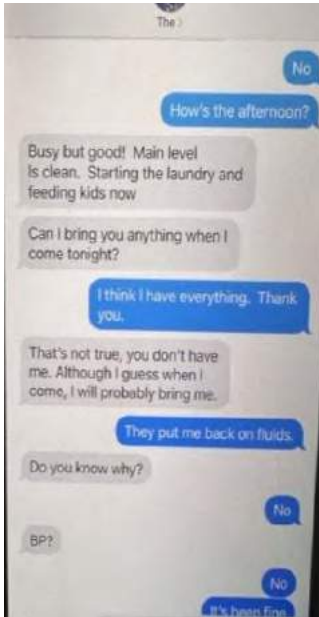 The >
No
How's the afternoon?
Busy but good! Main level
Is clean. Starting the laundry and
feeding kids now
Can I bring you anything when I
come tonight?
I think I have everything. Thank
you.
That's not true, you don't have
me. Although I guess when I
come, I will probably bring me.
They put me back on fluids.
Do you know why?
No
BP?
No
It's been fine